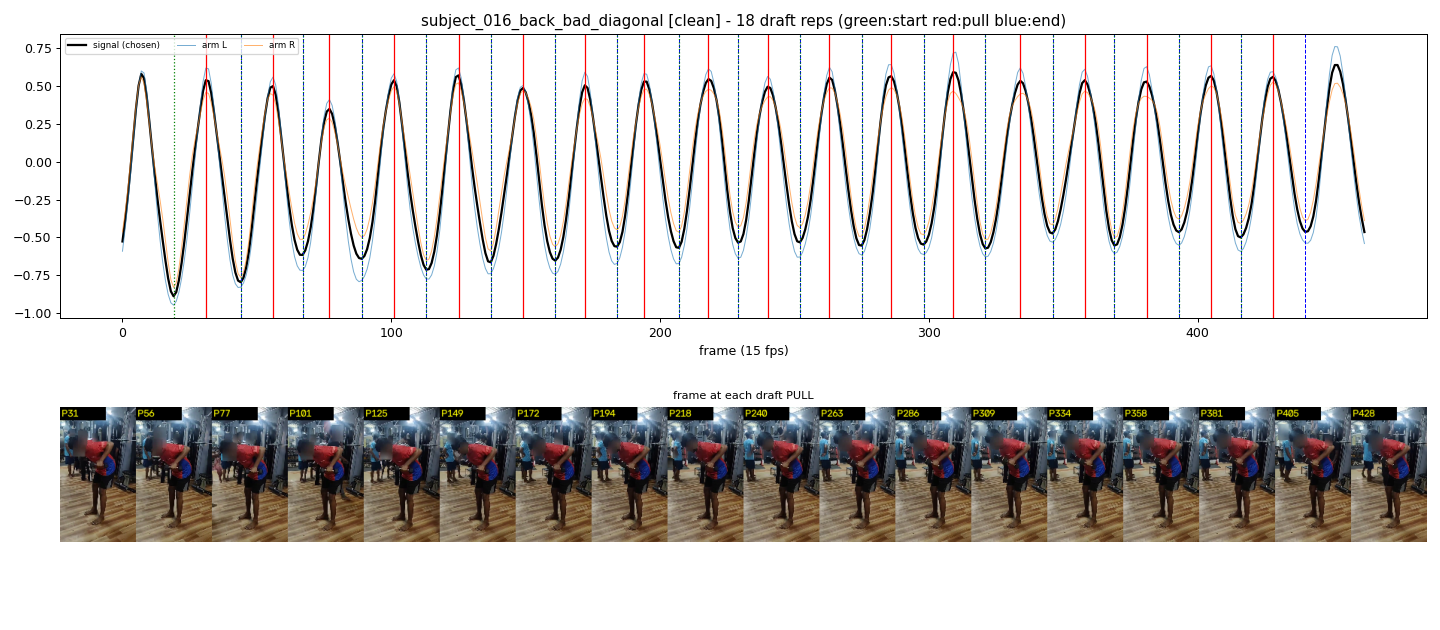 subject_016_back_bad_diagonal [clean] - 18 draft reps (green:start red:pull blue:end)
signal (chosen) arm L arm R
0.75
0.50
0.25
0.00
−0.25
−0.50
−0.75
−1.00
0 100 200 300 400
frame (15 fps)
frame at each draft PULL
P31 P56 P77 P101 P125 P149 P172 P194 P218 P240 P263 P286 P309 P334 P358 P381 P405 P428